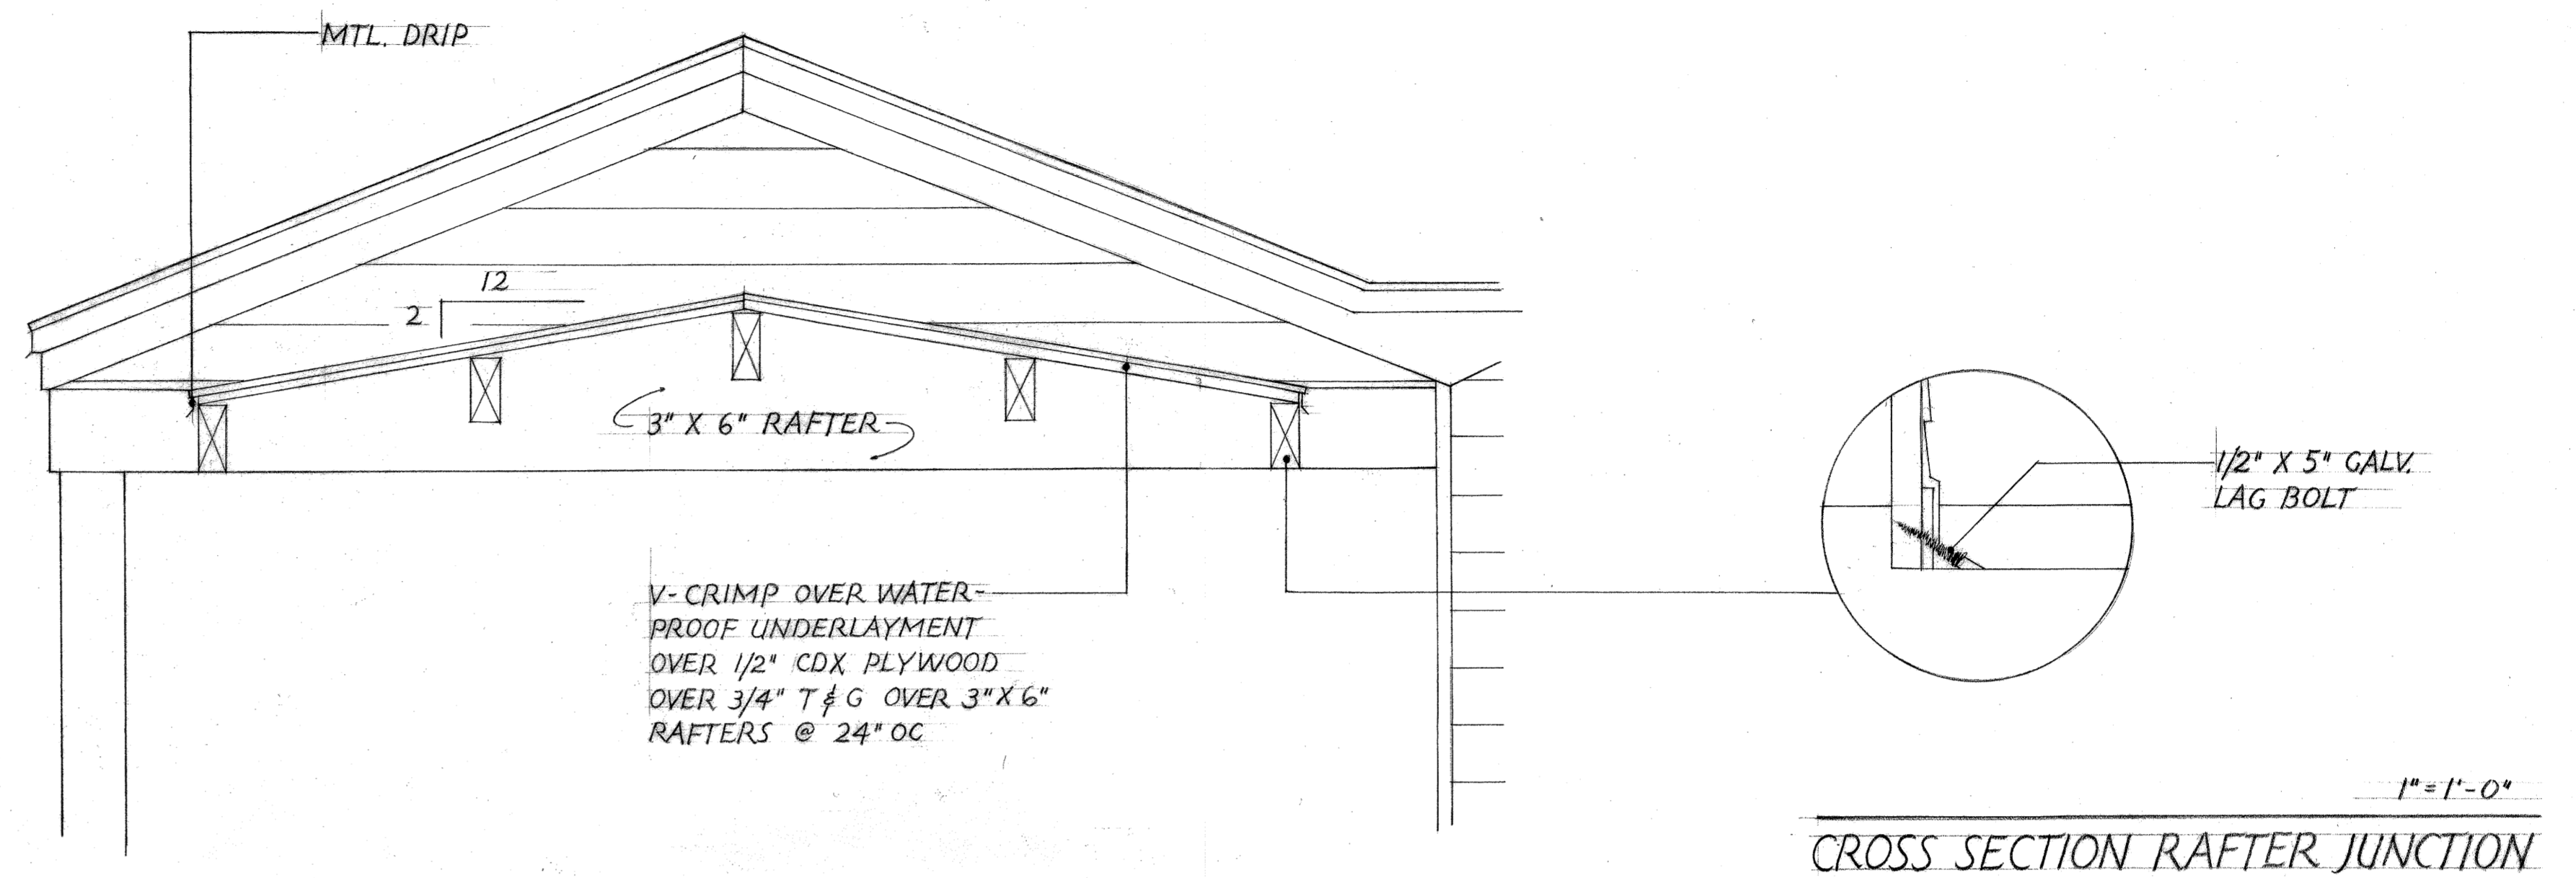 MTL. DRIP
12
2
3" X 6" RAFTER
V-CRIMP OVER WATER-
PROOF UNDERLAYMENT
OVER 1/2" CDX PLYWOOD
OVER 3/4" T & G OVER 3" X 6"
RAFTERS @ 24" OC
1/2" X 5" GALV.
LAG BOLT
1" = 1'-0"
CROSS SECTION RAFTER JUNCTION